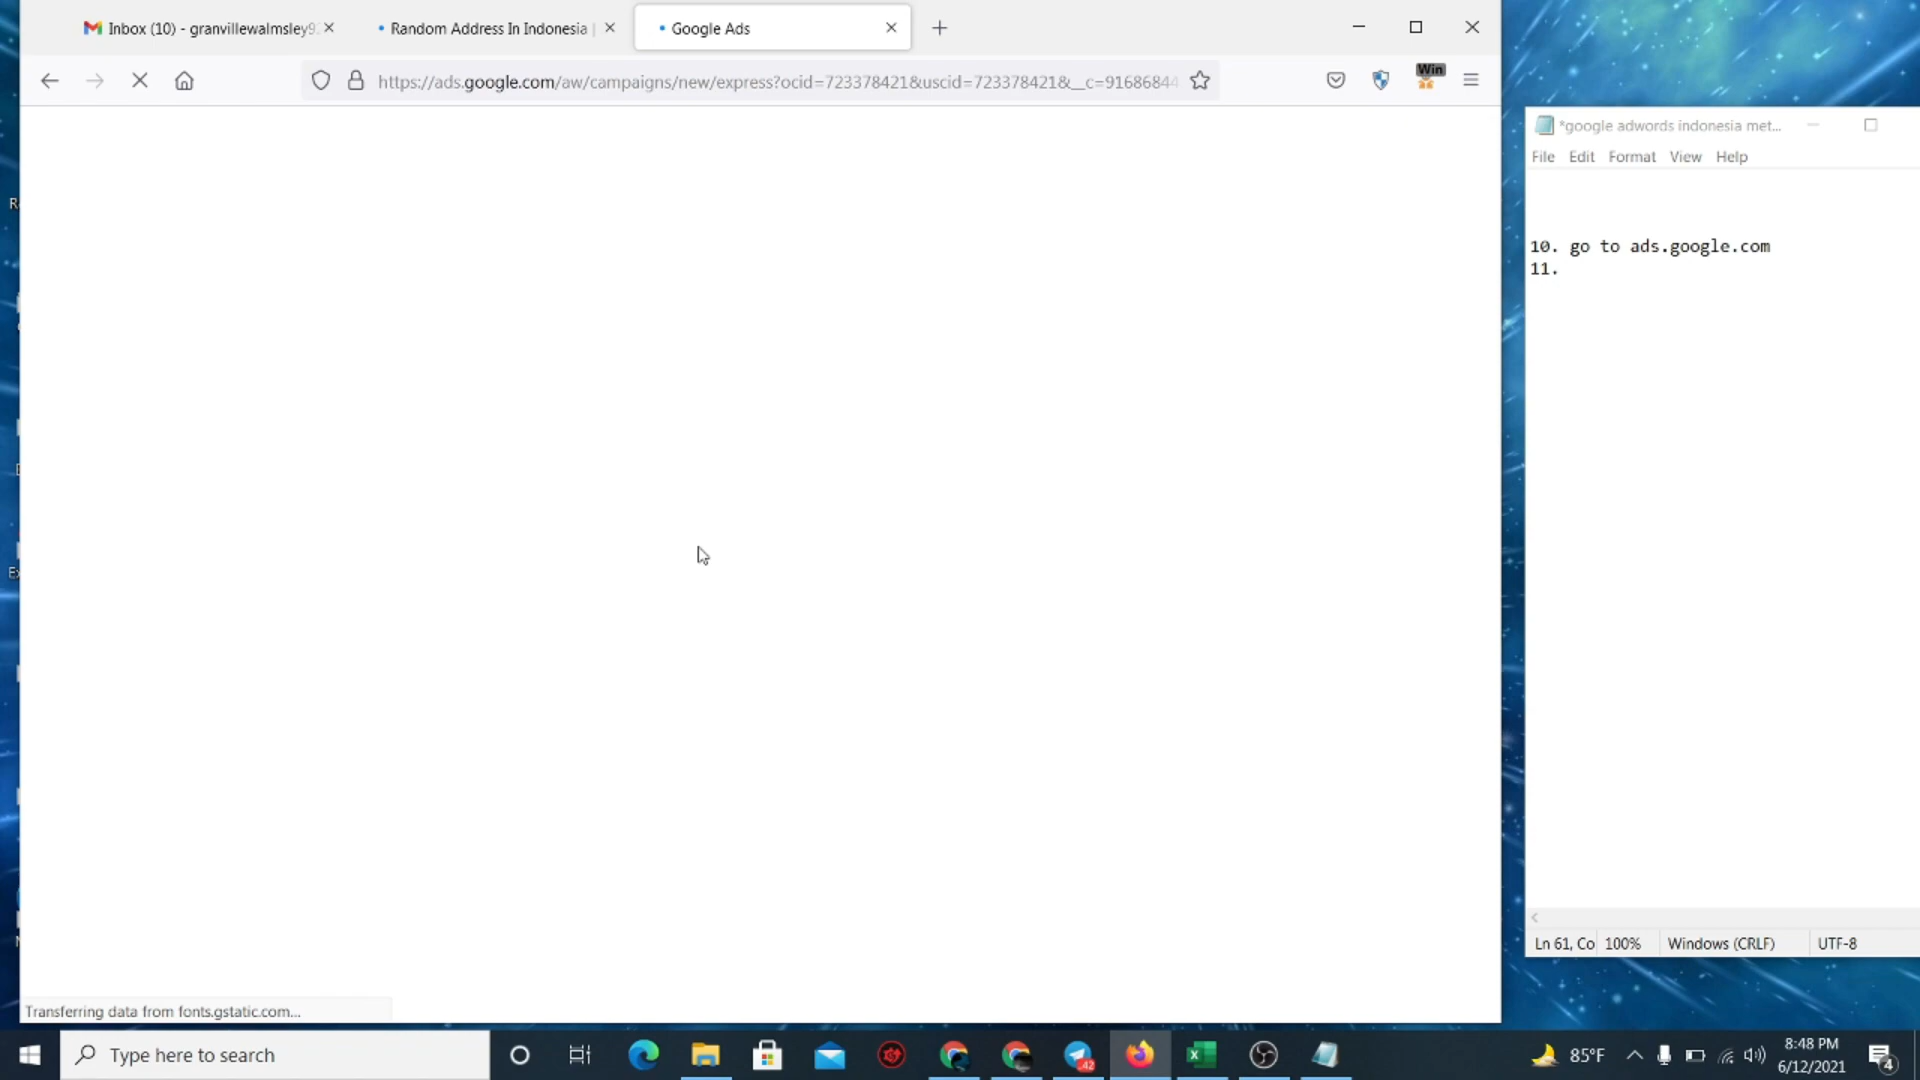 Inbox (10) - granvillewalmsley9
Random Address In Indonesia |
Google Ads
https://ads.google.com/aw/campaigns/new/express?ocid=723378421&uscid=723378421&__c=91686844
Win
*google adwords indonesia met...
File Edit Format View Help
10. go to ads.google.com
11.
Ln 61, Co 100% Windows (CRLF) UTF-8
Transferring data from fonts.gstatic.com...
Type here to search
42
85°F
8:48 PM
6/12/2021
4